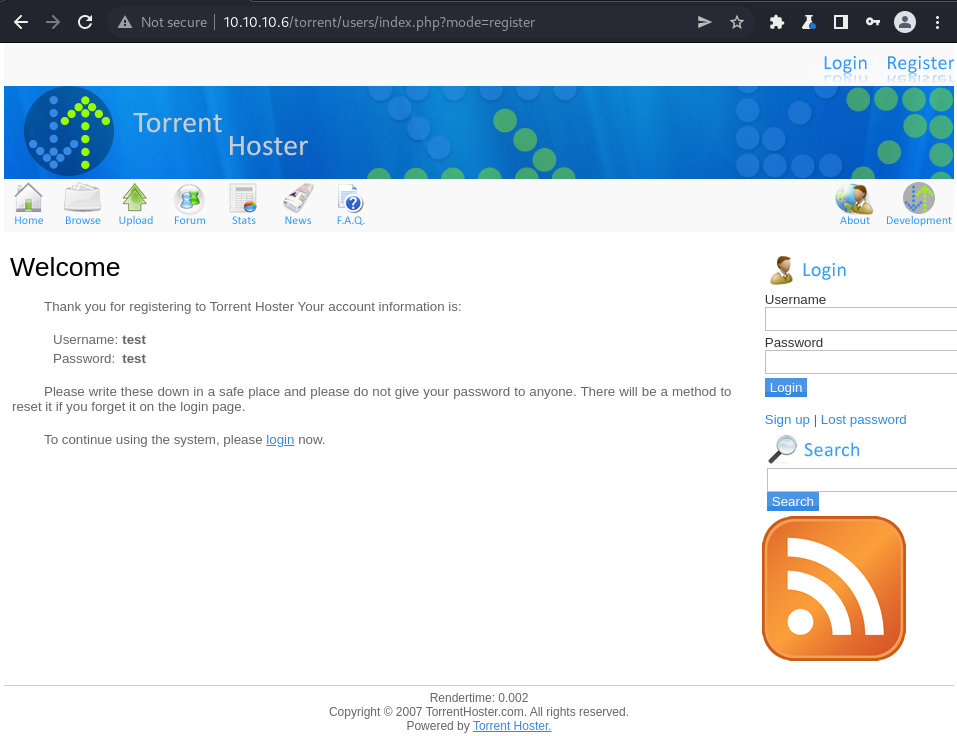 Not secure | 10.10.10.6/torrent/users/index.php?mode=register
Login Register
Torrent
Hoster
Home Browse Upload Forum Stats News F.A.Q. About Development
Welcome
Thank you for registering to Torrent Hoster Your account information is:
Username: test
Password: test
Please write these down in a safe place and please do not give your password to anyone. There will be a method to
reset it if you forget it on the login page.
To continue using the system, please login now.
Login
Username
Password
Login
Sign up | Lost password
Search
Search
Rendertime: 0.002
Copyright © 2007 TorrentHoster.com. All rights reserved.
Powered by Torrent Hoster.